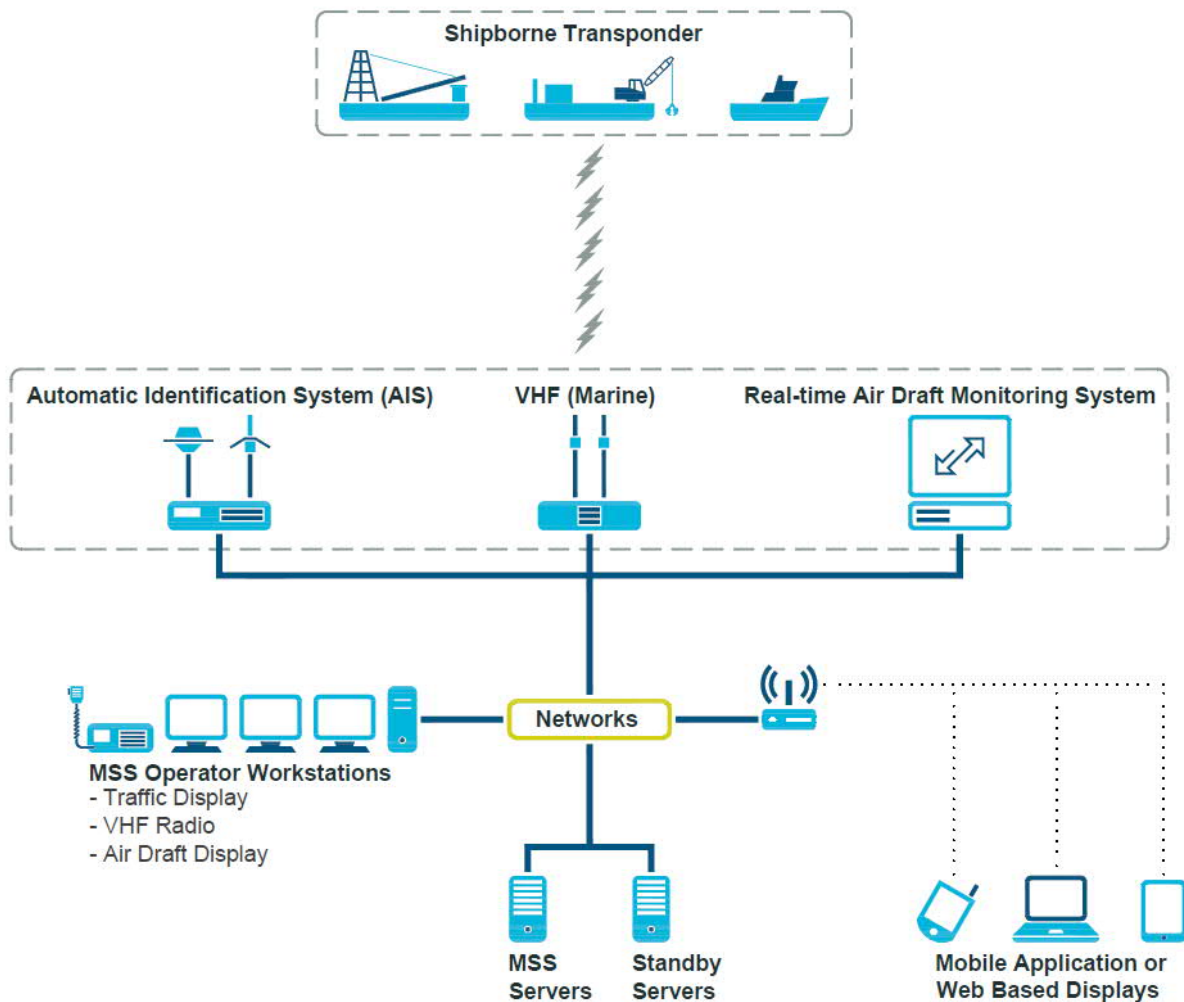 Shipborne Transponder
Automatic Identification System (AIS)
VHF (Marine)
Real-time Air Draft Monitoring System
Networks
MSS Operator Workstations
- Traffic Display
- VHF Radio
- Air Draft Display
MSS
Servers
Standby
Servers
Mobile Application or
Web Based Displays